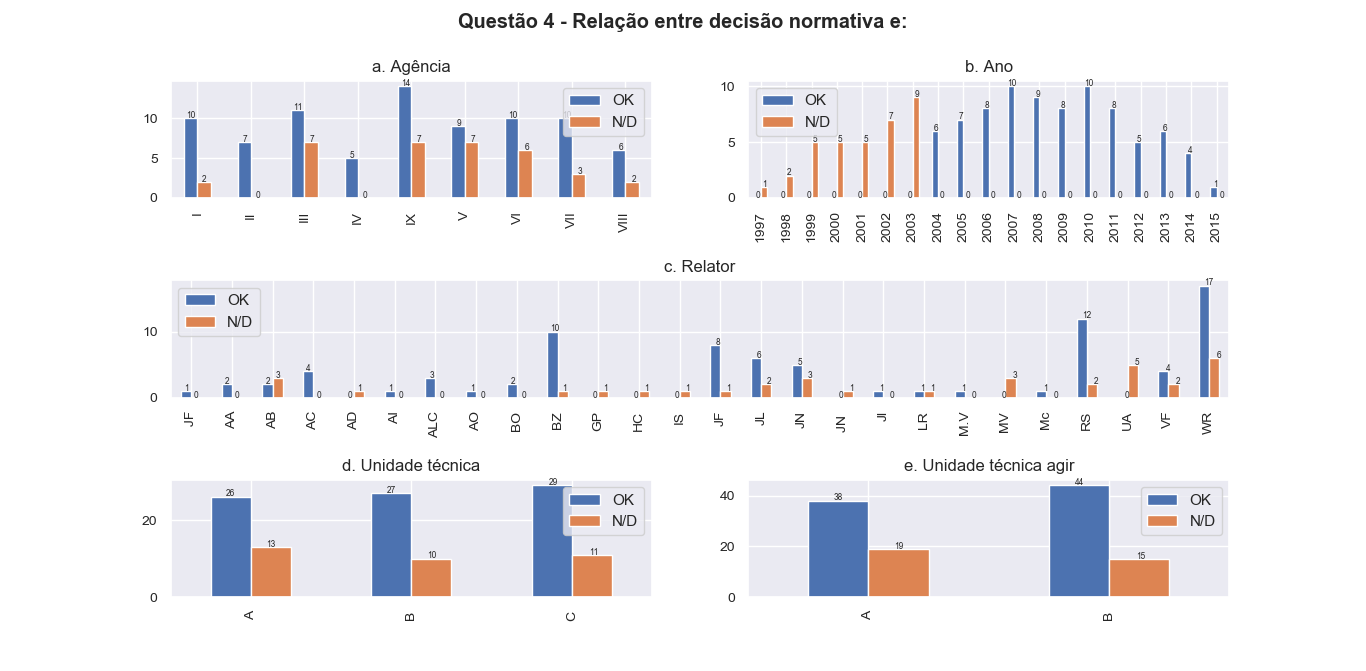 Questão 4 - Relação entre decisão normativa e:
a. Agência
OK
N/D
10 5 0
10 2 7 0 11 7 5 0 14 7 9 7 10 6 3 6 2
I II III IV IX V VI VII VIII
b. Ano
OK
N/D
10 5 0
0 1 0 2 0 5 0 5 0 5 0 7 0 9 6 0 7 0 8 0 10 0 9 0 8 0 10 0 8 0 5 0 6 0 4 0 1 0
1997 1998 1999 2000 2001 2002 2003 2004 2005 2006 2007 2008 2009 2010 2011 2012 2013 2014 2015
c. Relator
OK
N/D
10 0
1 0 2 0 2 3 4 0 0 1 1 0 3 0 1 0 2 0 10 1 0 1 0 1 0 1 8 1 6 2 5 3 0 1 1 0 1 1 1 0 0 3 1 0 12 2 0 5 4 2 17 6
JF AA AB AC AD AI ALC AO BO BZ GP HC IS JF JL JN JN JI LR M.V MV Mc RS UA VF WR
d. Unidade técnica
OK
N/D
20 0
26 13 27 10 29 11
A B C
e. Unidade técnica agir
OK
N/D
40 20 0
38 19 44 15
A B